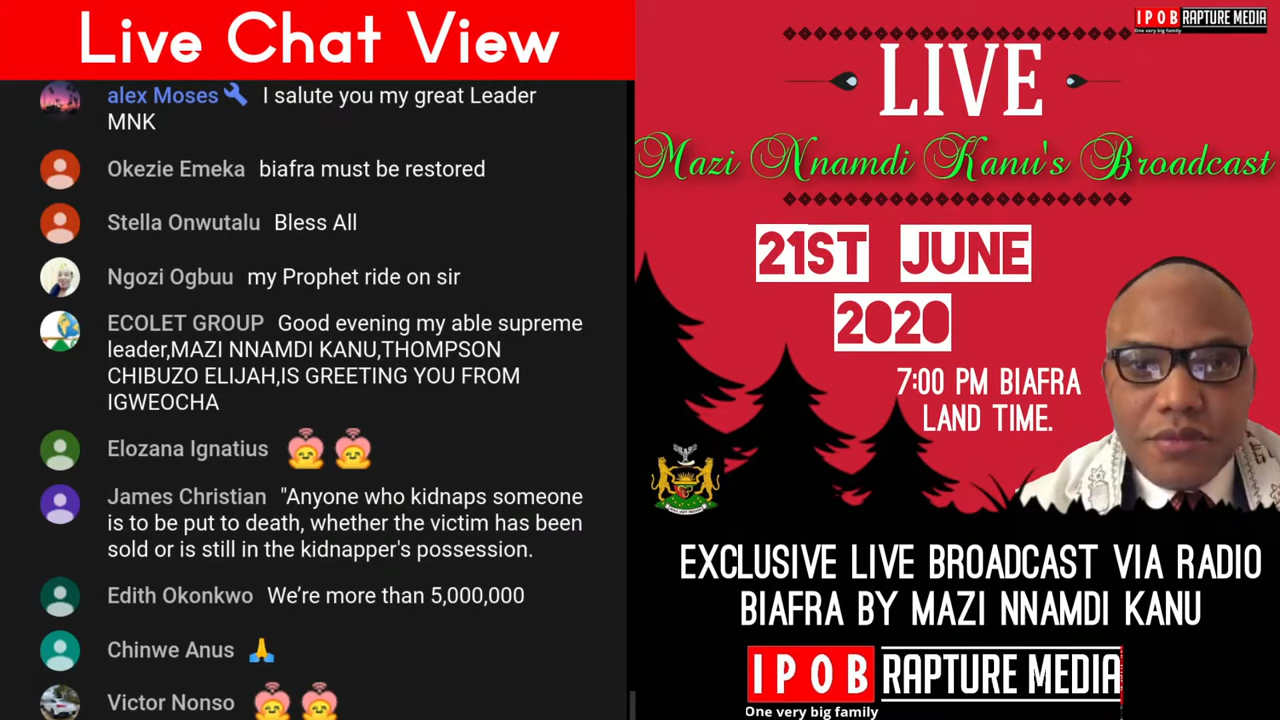 Live Chat View
alex Moses I salute you my great Leader
MNK
Okezie Emeka biafra must be restored
Stella Onwutalu Bless All
Ngozi Ogbuu my Prophet ride on sir
ECOLET GROUP Good evening my able supreme
leader,MAZI NNAMDI KANU,THOMPSON
CHIBUZO ELIJAH,IS GREETING YOU FROM
IGWEOCHA
Elozana Ignatius
James Christian "Anyone who kidnaps someone
is to be put to death, whether the victim has been
sold or is still in the kidnapper's possession.
Edith Okonkwo We’re more than 5,000,000
Chinwe Anus
Victor Nonso
IPOB RAPTURE MEDIA
One very big family
LIVE
Mazi Nnamdi Kanu's Broadcast
21ST JUNE
2020
7:00 PM BIAFRA
LAND TIME.
EXCLUSIVE LIVE BROADCAST VIA RADIO
BIAFRA BY MAZI NNAMDI KANU
IPOB RAPTURE MEDIA
One very big family